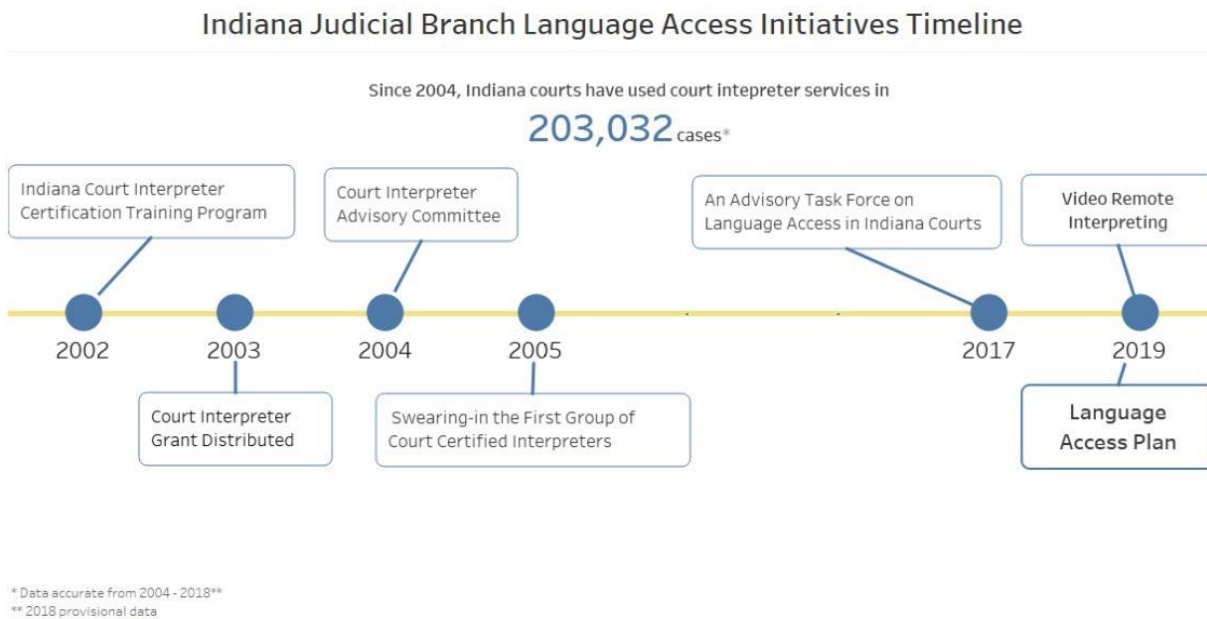 Indiana Judicial Branch Language Access Initiatives Timeline
Since 2004, Indiana courts have used court intepreter services in
203,032 cases*
Indiana Court Interpreter
Certification Training Program
Court Interpreter
Advisory Committee
An Advisory Task Force on
Language Access in Indiana Courts
Video Remote
Interpreting
2002
2003
2004
2005
2017
2019
Court Interpreter
Grant Distributed
Swearing-in the First Group of
Court Certified Interpreters
Language
Access Plan
* Data accurate from 2004 - 2018**
** 2018 provisional data